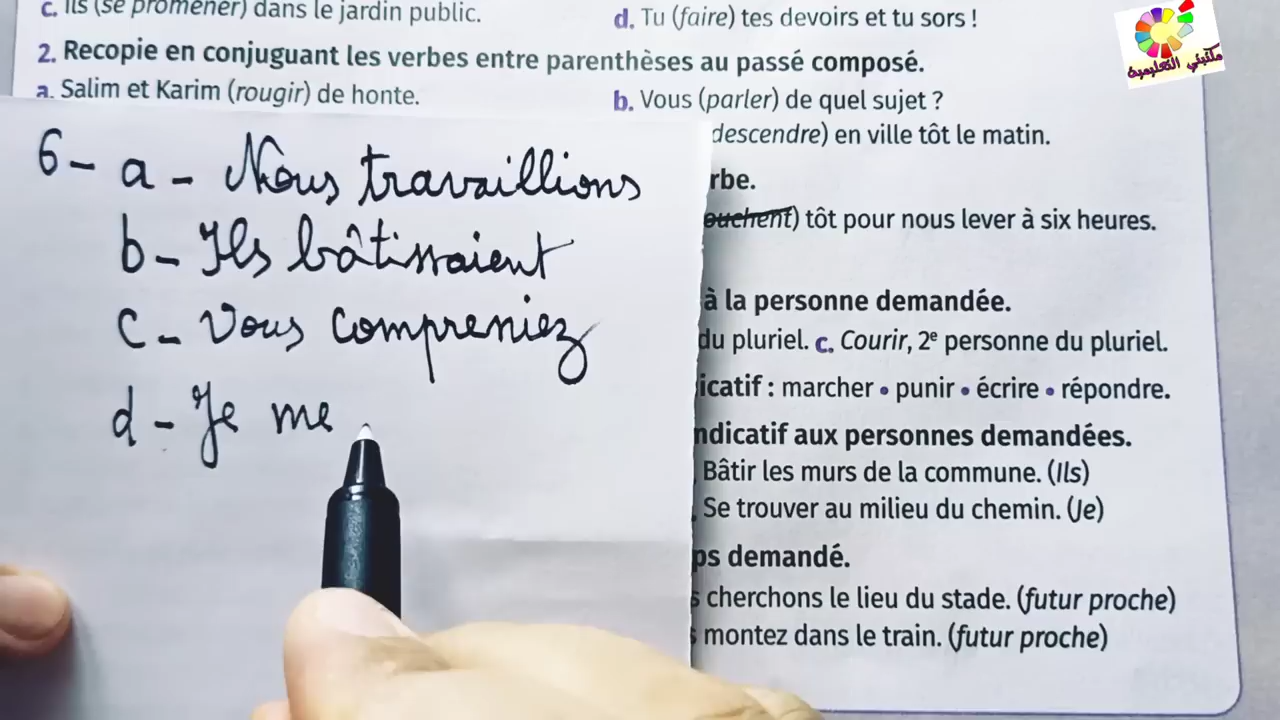 c. Ils (se promener) dans le jardin public.
d. Tu (faire) tes devoirs et tu sors !
مكتبتي التعليمية
2. Recopie en conjuguant les verbes entre parenthèses au passé composé.
a. Salim et Karim (rougir) de honte.
b. Vous (parler) de quel sujet ?
descendre) en ville tôt le matin.
rbe.
ouchent) tôt pour nous lever à six heures.
à la personne demandée.
du pluriel. c. Courir, 2e personne du pluriel.
icatif : marcher • punir • écrire • répondre.
ndicatif aux personnes demandées.
Bâtir les murs de la commune. (Ils)
Se trouver au milieu du chemin. (Je)
ps demandé.
s cherchons le lieu du stade. (futur proche)
s montez dans le train. (futur proche)
6- a - Nous travaillions
b - Ils bâtissaient
c - Vous compreniez
d - Je me